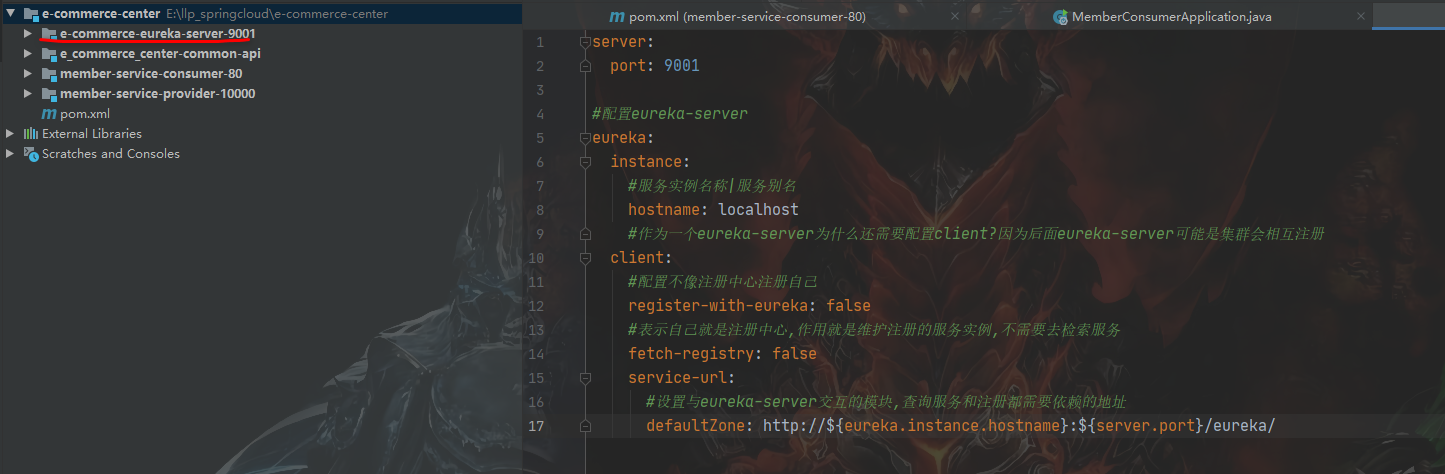 e-commerce-center E:\llp_springcloud\e-commerce-center
e-commerce-eureka-server-9001
e_commerce_center-common-api
member-service-consumer-80
member-service-provider-10000
m pom.xml
External Libraries
Scratches and Consoles
m pom.xml (member-service-consumer-80)
MemberConsumerApplication.java
1 server:
2   port: 9001
3
4 #配置eureka-server
5 eureka:
6   instance:
7     #服务实例名称|服务别名
8     hostname: localhost
9     #作为一个eureka-server为什么还需要配置client?因为后面eureka-server可能是集群会相互注册
10   client:
11     #配置不像注册中心注册自己
12     register-with-eureka: false
13     #表示自己就是注册中心,作用就是维护注册的服务实例,不需要去检索服务
14     fetch-registry: false
15     service-url:
16       #设置与eureka-server交互的模块,查询服务和注册都需要依赖的地址
17       defaultZone: http://${eureka.instance.hostname}:${server.port}/eureka/